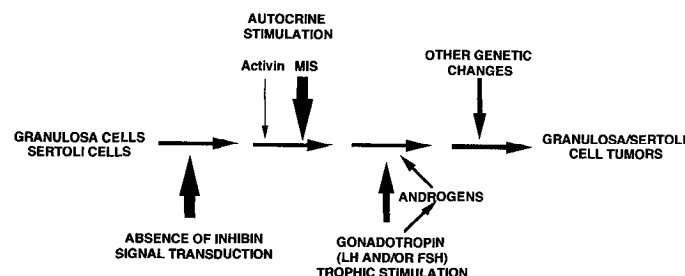 AUTOCRINE
STIMULATION
Activin MIS
OTHER GENETIC
CHANGES
GRANULOSA CELLS
SERTOLI CELLS
GRANULOSA/SERTOLI
CELL TUMORS
ANDROGENS
ABSENCE OF INHIBIN
SIGNAL TRANSDUCTION
GONADOTROPIN
(LH AND/OR FSH)
TROPHIC STIMULATION